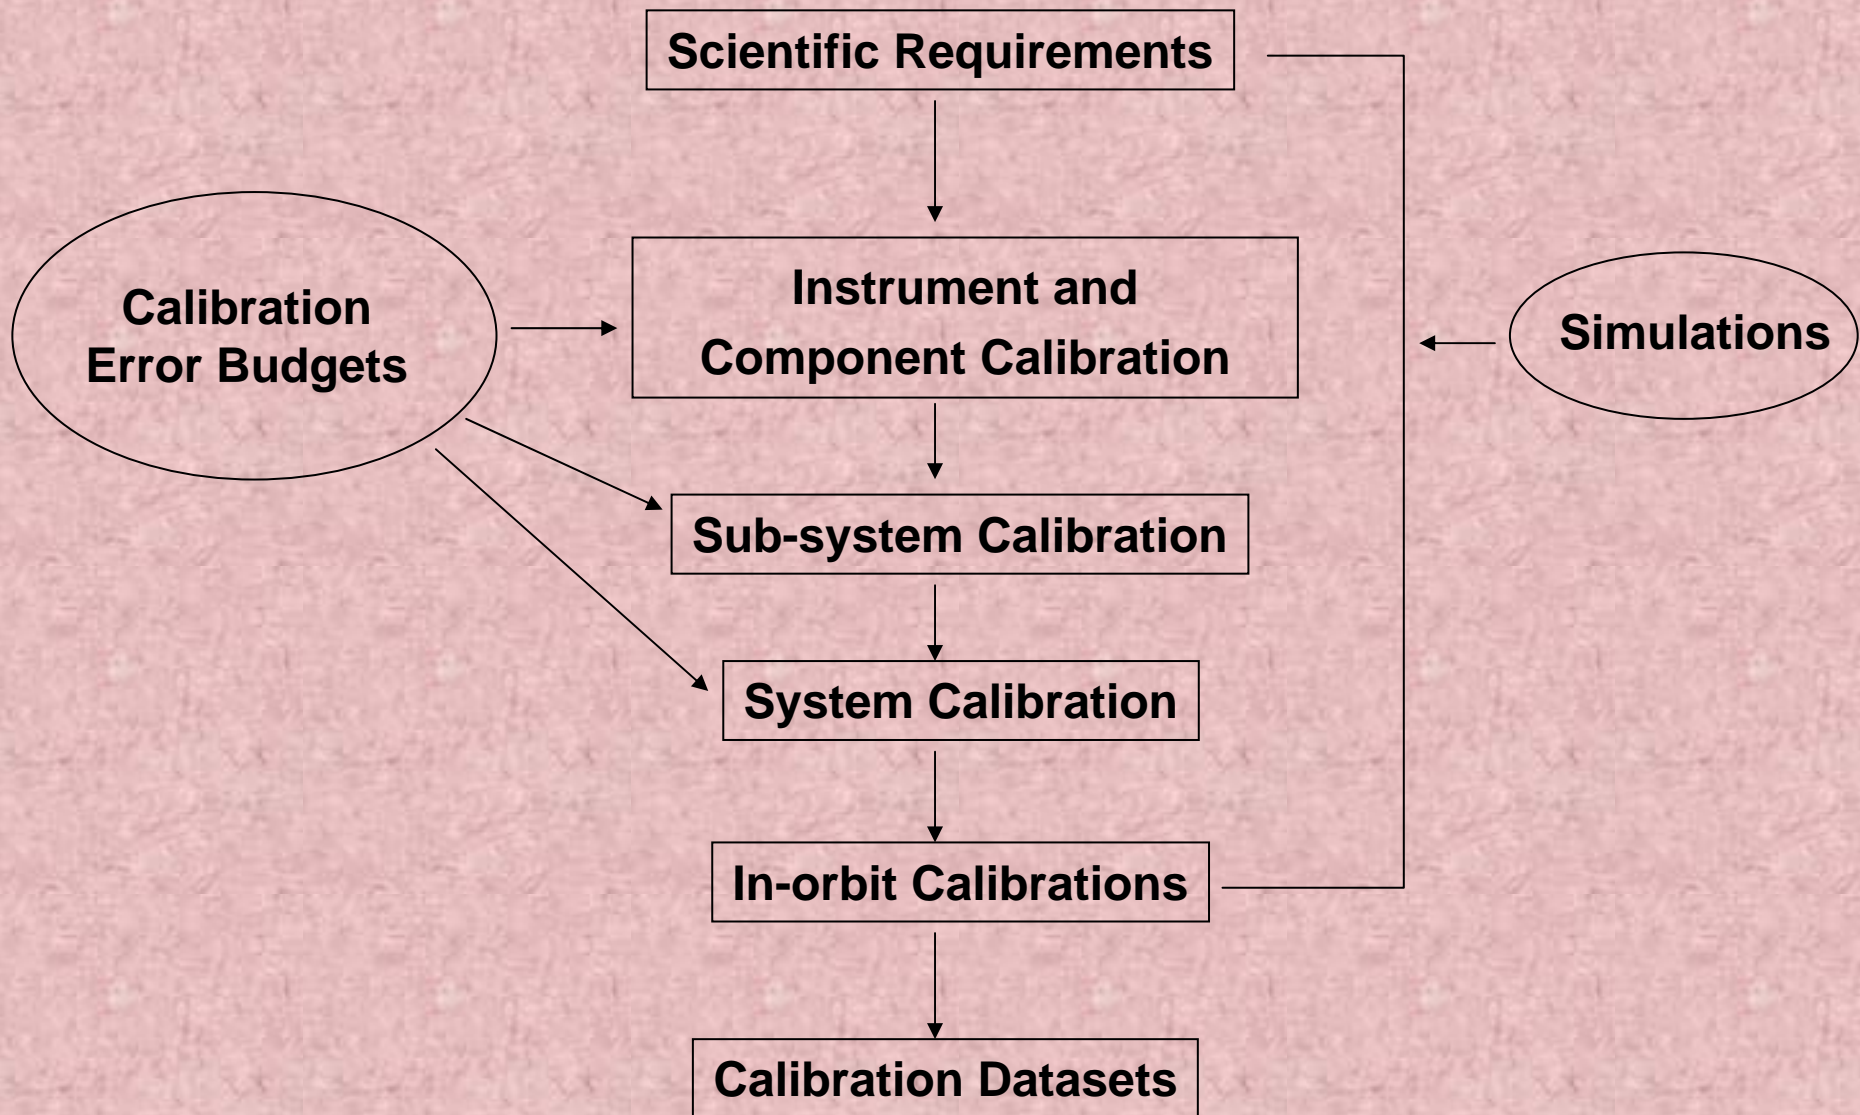 Scientific Requirements
Calibration
Error Budgets
Instrument and
Component Calibration
Simulations
Sub-system Calibration
System Calibration
In-orbit Calibrations
Calibration Datasets